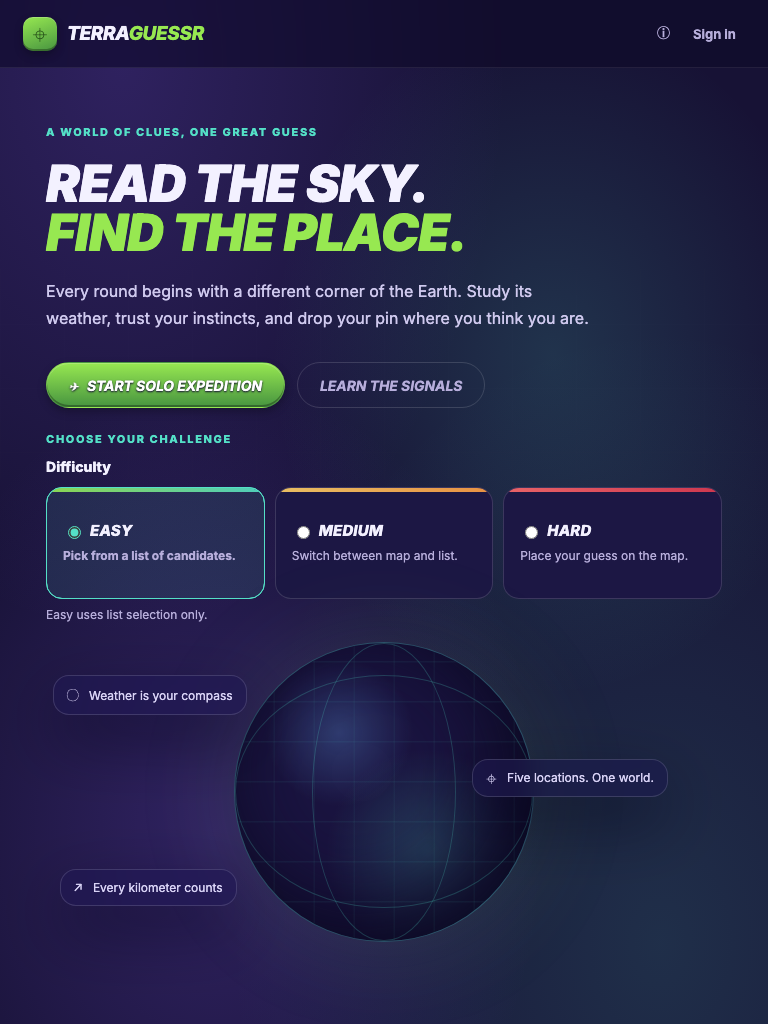 TERRAGUESSR
Sign in
A WORLD OF CLUES, ONE GREAT GUESS
READ THE SKY.
FIND THE PLACE.
Every round begins with a different corner of the Earth. Study its
weather, trust your instincts, and drop your pin where you think you are.
START SOLO EXPEDITION
LEARN THE SIGNALS
CHOOSE YOUR CHALLENGE
Difficulty
EASY
Pick from a list of candidates.
MEDIUM
Switch between map and list.
HARD
Place your guess on the map.
Easy uses list selection only.
Weather is your compass
Five locations. One world.
Every kilometer counts